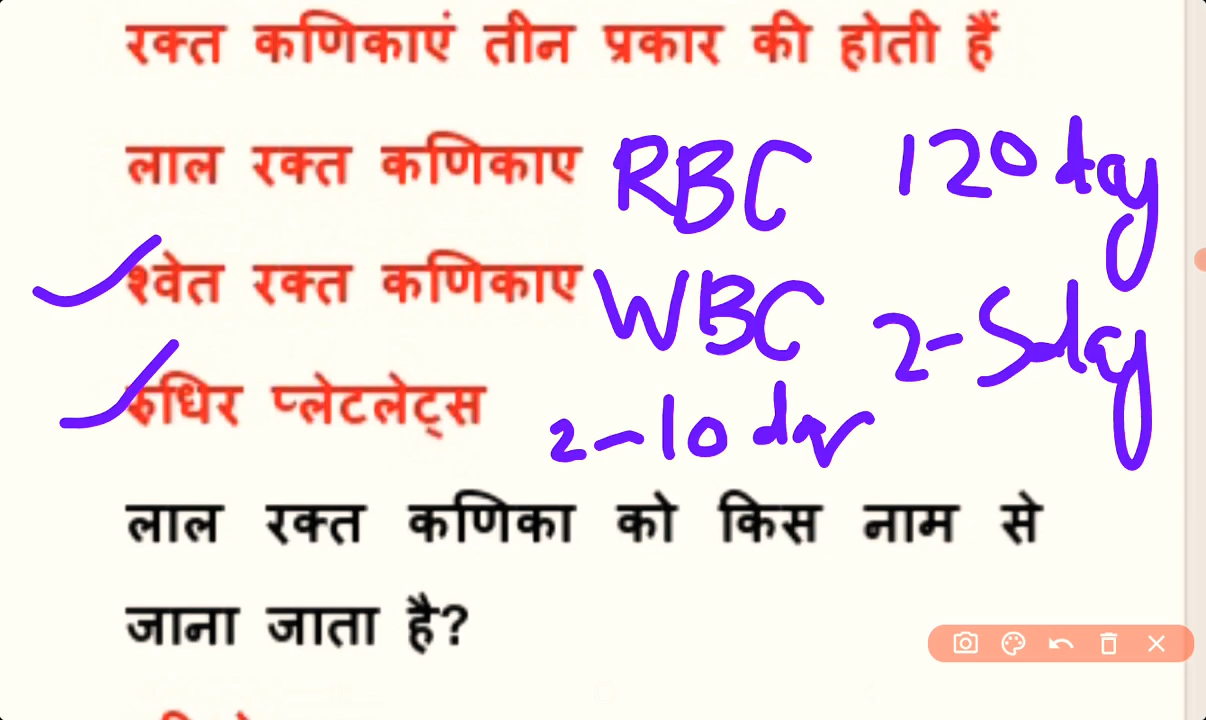 रक्त कणिकाएं तीन प्रकार की होती हैं
लाल रक्त कणिकाए RBC 120 day
श्वेत रक्त कणिकाए WBC 2-5 day
रुधिर प्लेटलेट्स 2-10 day
लाल रक्त कणिका को किस नाम से
जाना जाता है?